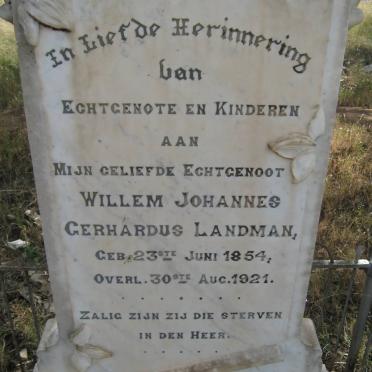 In Liefde Herinnering
van
Echtgenote en Kinderen
aan
Mijn geliefde Echtgenoot
Willem Johannes
Gerhardus Landman,
Geb. 23ste Juni 1854,
Overl. 30ste Aug. 1921.
Zalig zijn zij die sterven
in den Heer.